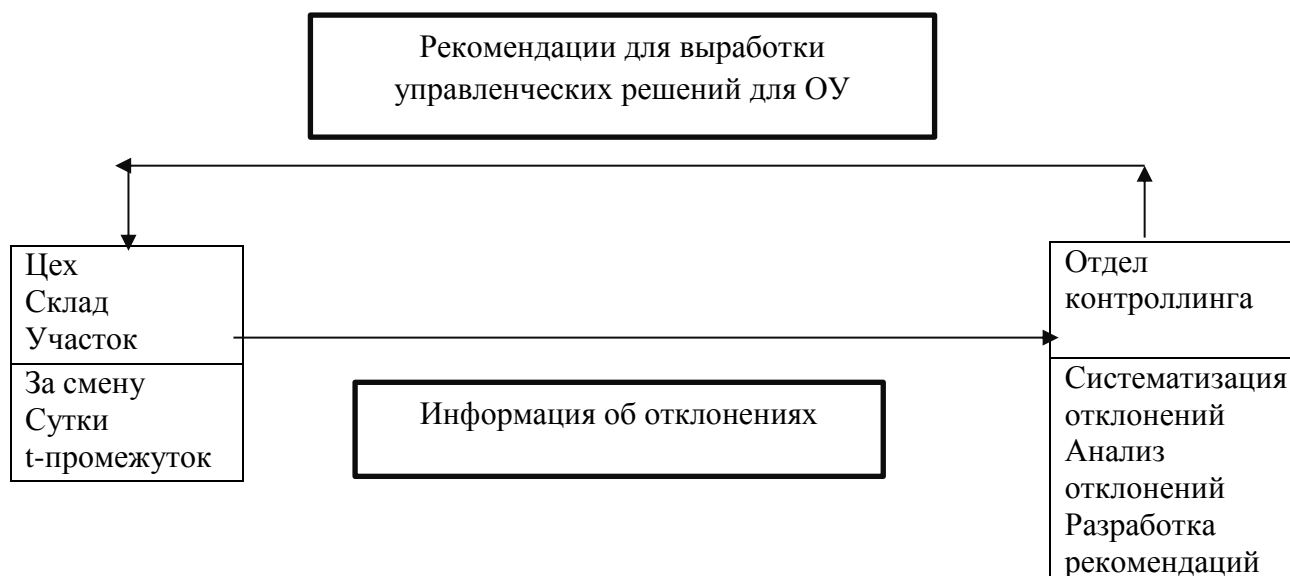 Рекомендации для выработки
управленческих решений для ОУ
Цех
Склад
Участок
За смену
Сутки
t-промежуток
Информация об отклонениях
Отдел
контроллинга
Систематизация
отклонений
Анализ
отклонений
Разработка
рекомендаций